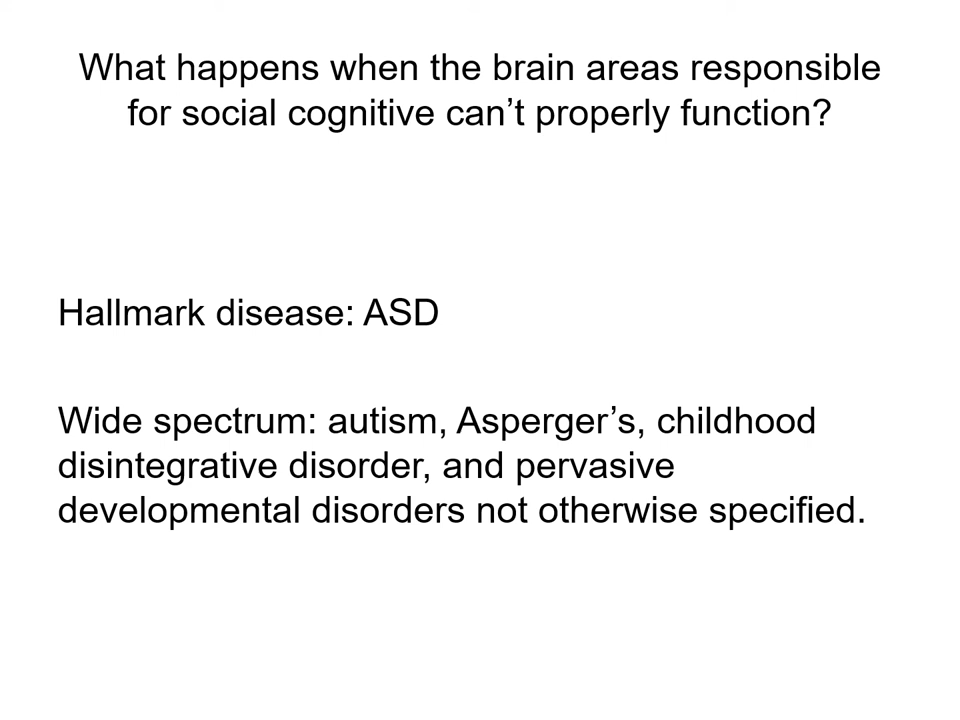 What happens when the brain areas responsible
for social cognitive can’t properly function?
Hallmark disease: ASD
Wide spectrum: autism, Asperger’s, childhood
disintegrative disorder, and pervasive
developmental disorders not otherwise specified.